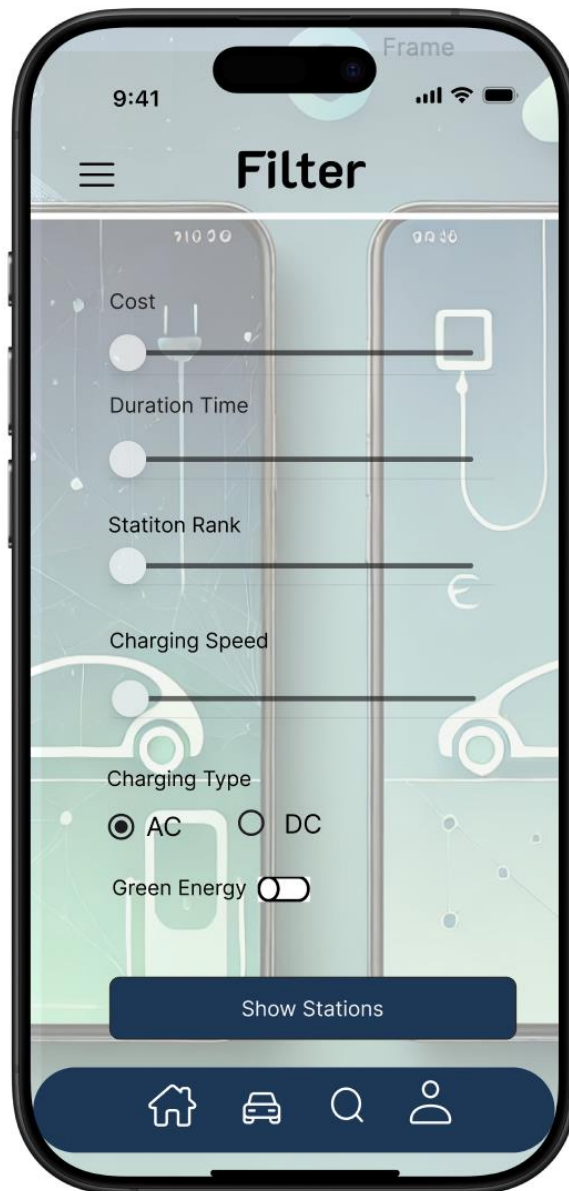 Frame
9:41
Filter
Cost
Duration Time
Statiton Rank
Charging Speed
Charging Type
AC DC
Green Energy
Show Stations